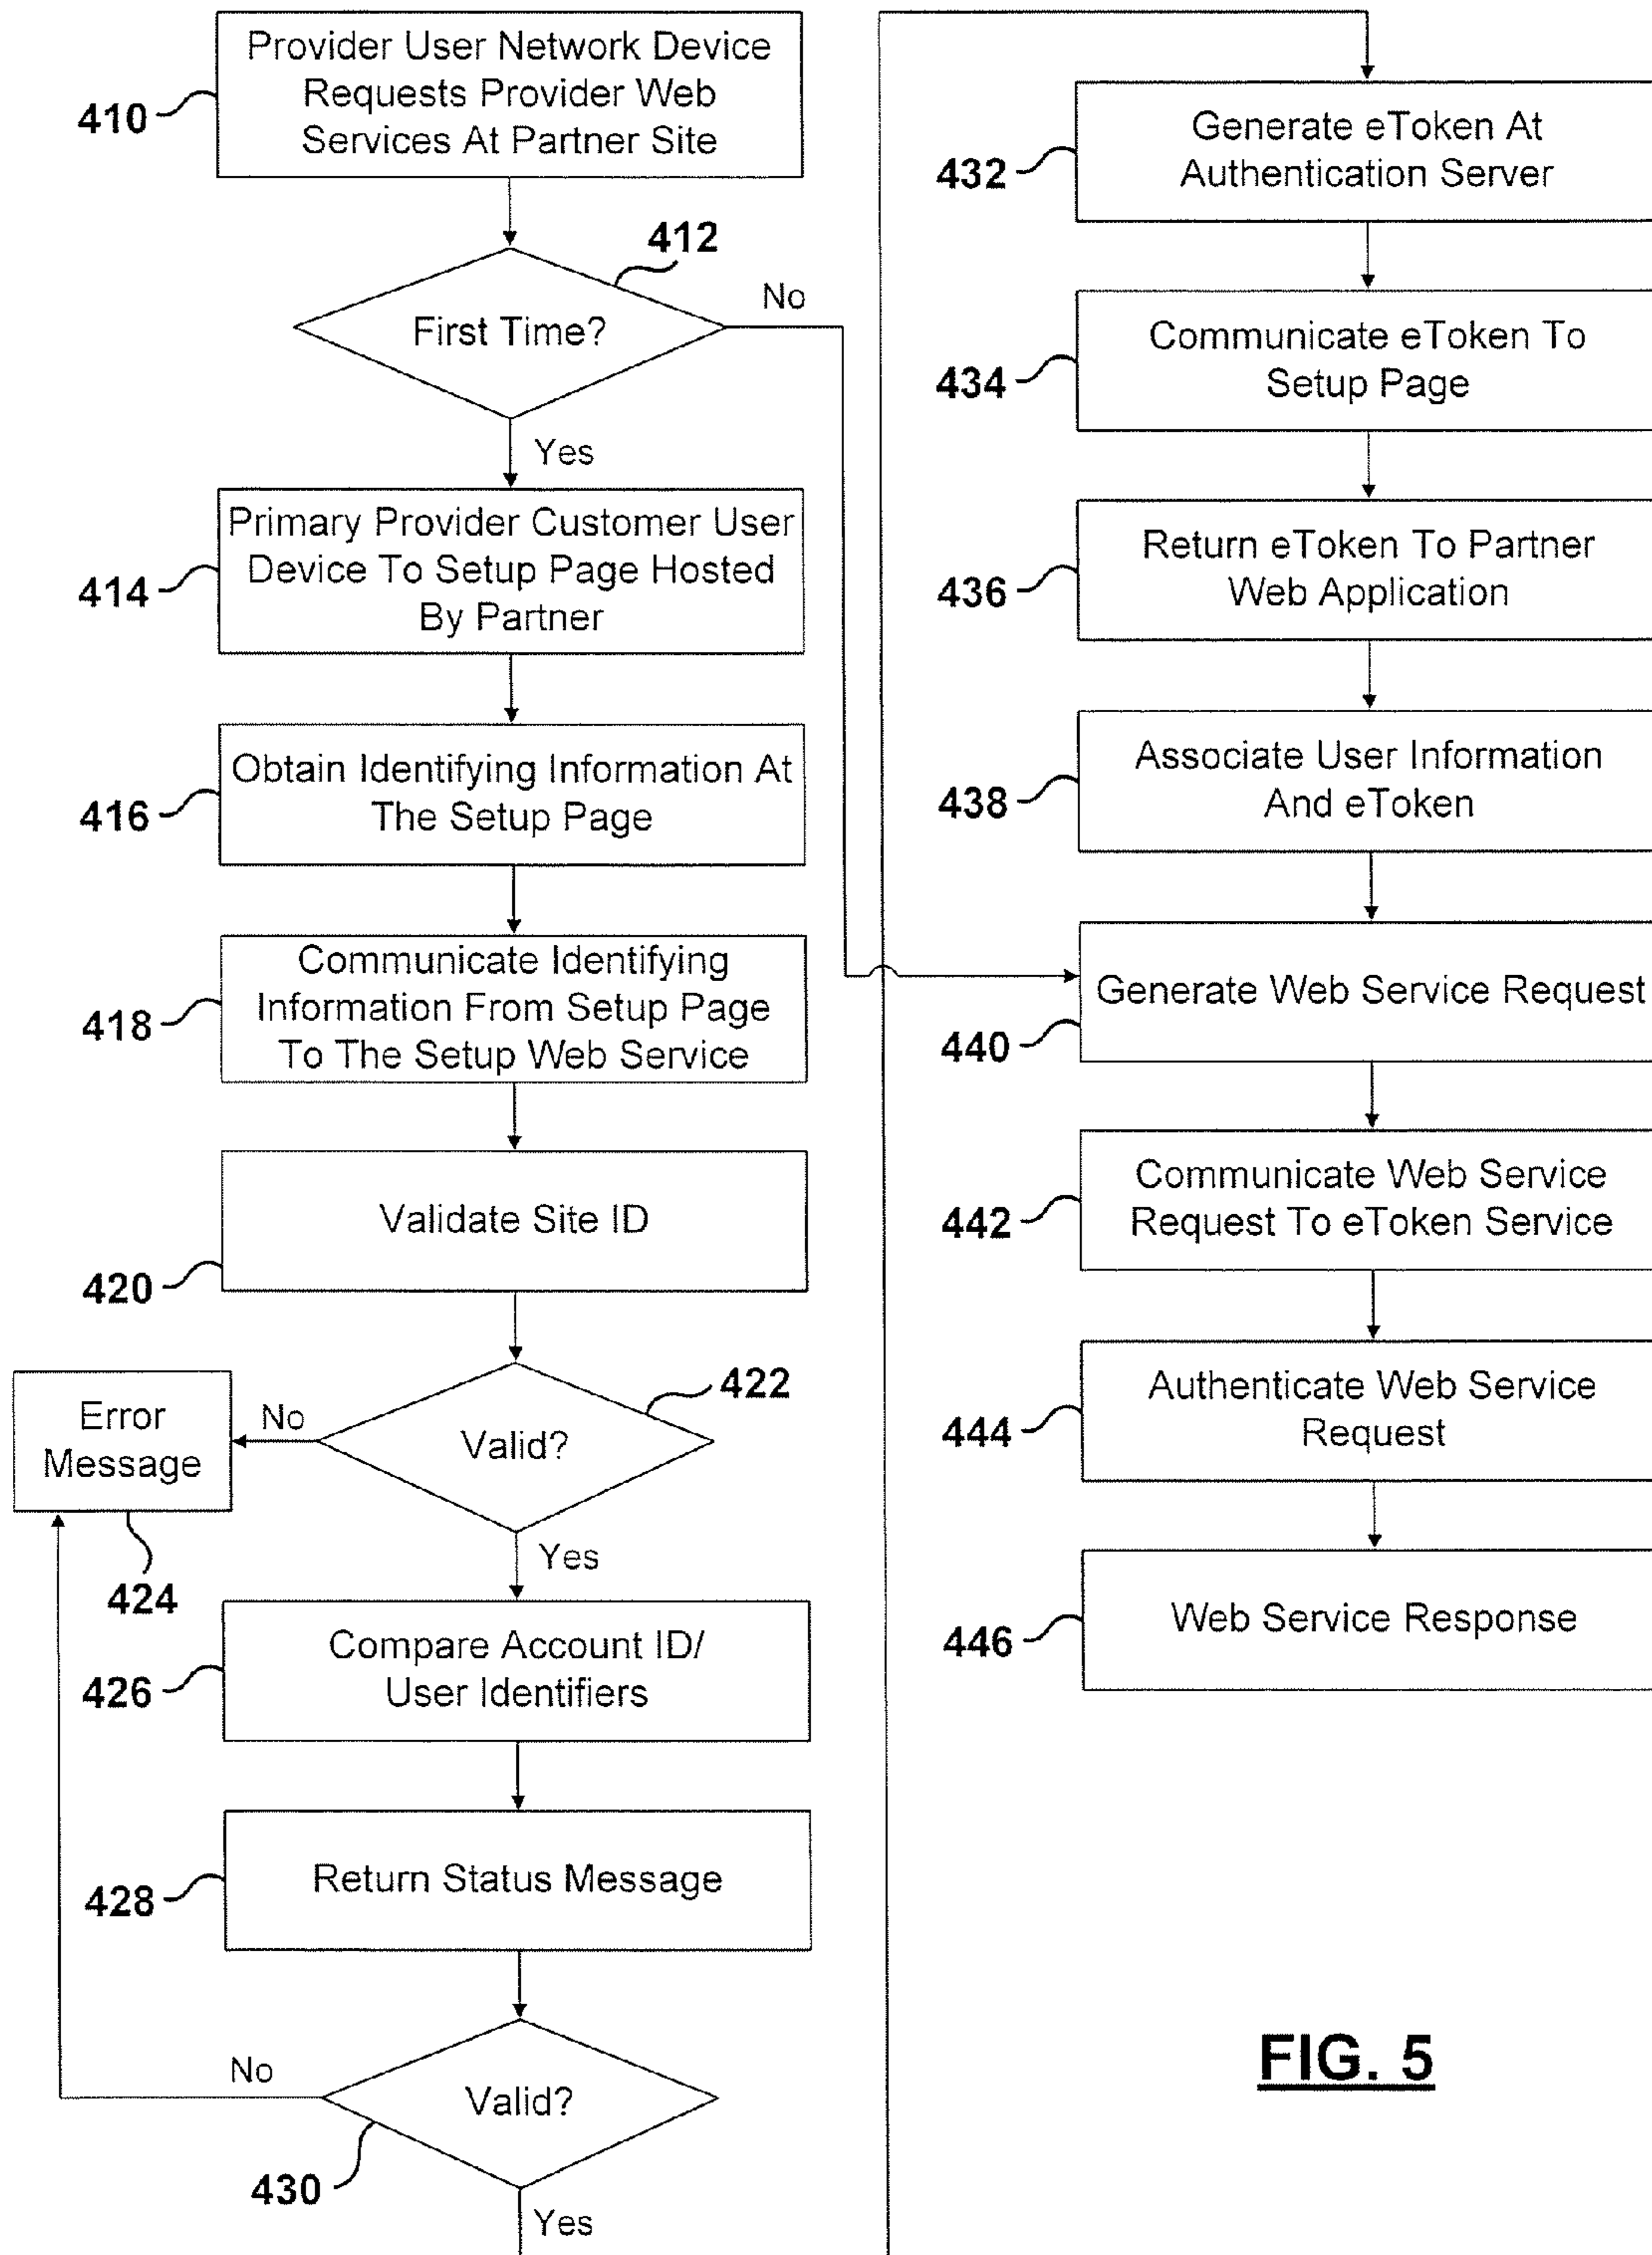 Provider User Network Device
Requests Provider Web
Services At Partner Site
410
412
First Time?
No
Yes
Primary Provider Customer User
Device To Setup Page Hosted
By Partner
414
Obtain Identifying Information At
The Setup Page
416
Communicate Identifying
Information From Setup Page
To The Setup Web Service
418
Validate Site ID
420
422
Valid?
No
Error
Message
424
Yes
Compare Account ID/
User Identifiers
426
Return Status Message
428
Valid?
No
430
Yes
Generate eToken At
Authentication Server
432
Communicate eToken To
Setup Page
434
Return eToken To Partner
Web Application
436
Associate User Information
And eToken
438
Generate Web Service Request
440
Communicate Web Service
Request To eToken Service
442
Authenticate Web Service
Request
444
Web Service Response
446
FIG. 5